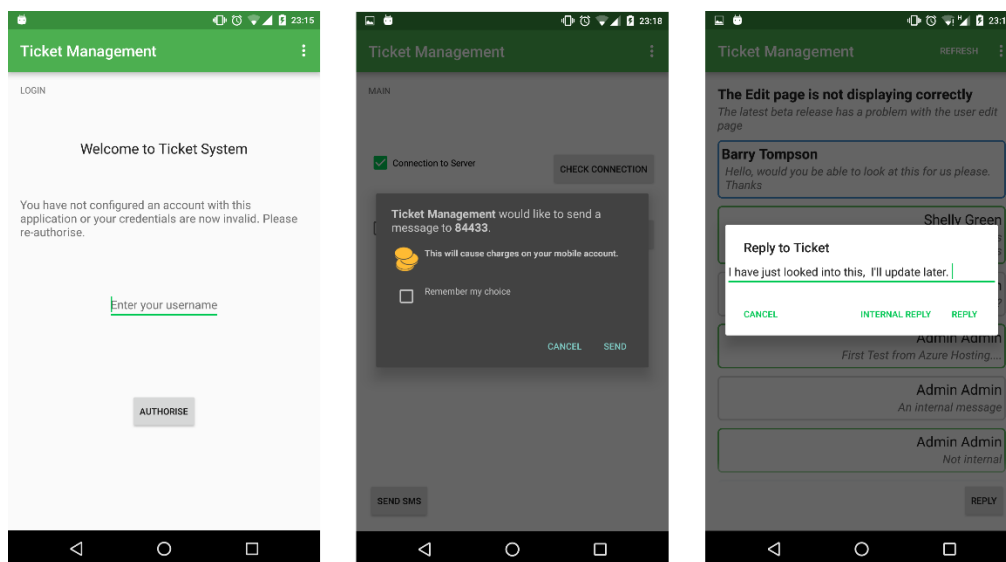 23:15
Ticket Management
LOGIN
Welcome to Ticket System
You have not configured an account with this
application or your credentials are now invalid. Please
re-authorise.
Enter your username
AUTHORISE
23:18
Ticket Management
MAIN
Connection to Server
CHECK CONNECTION
Ticket Management would like to send a
message to 84433.
This will cause charges on your mobile account.
Remember my choice
CANCEL SEND
SEND SMS
Ticket Management REFRESH
The Edit page is not displaying correctly
The latest beta release has a problem with the user edit
page
Barry Tompson
Hello, would you be able to look at this for us please.
Thanks
Shelly Green
Reply to Ticket
I have just looked into this, I'll update later.
CANCEL INTERNAL REPLY REPLY
Admin Admin
First Test from Azure Hosting....
Admin Admin
An internal message
Admin Admin
Not internal
REPLY